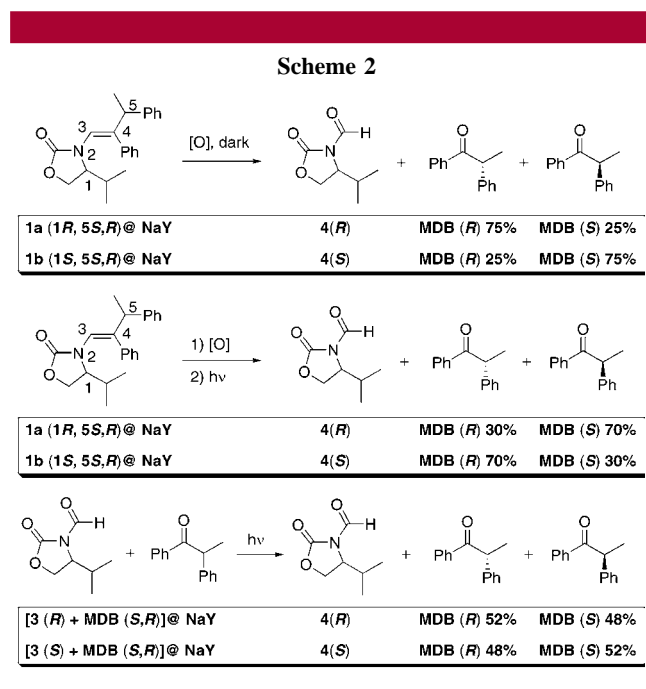 Scheme 2
O O N 3 2 1 4 5 Ph Ph [O], dark O O N O H + Ph O Ph + Ph O Ph
1a (1R, 5S,R)@ NaY 4(R) MDB (R) 75% MDB (S) 25%
1b (1S, 5S,R)@ NaY 4(S) MDB (R) 25% MDB (S) 75%
O O N 3 2 1 4 5 Ph Ph 1) [O] 2) hν O O N O H + Ph O Ph + Ph O Ph
1a (1R, 5S,R)@ NaY 4(R) MDB (R) 30% MDB (S) 70%
1b (1S, 5S,R)@ NaY 4(S) MDB (R) 70% MDB (S) 30%
O O N O H + Ph O Ph hν O O N O H + Ph O Ph + Ph O Ph
[3 (R) + MDB (S,R)]@ NaY 4(R) MDB (R) 52% MDB (S) 48%
[3 (S) + MDB (S,R)]@ NaY 4(S) MDB (R) 48% MDB (S) 52%